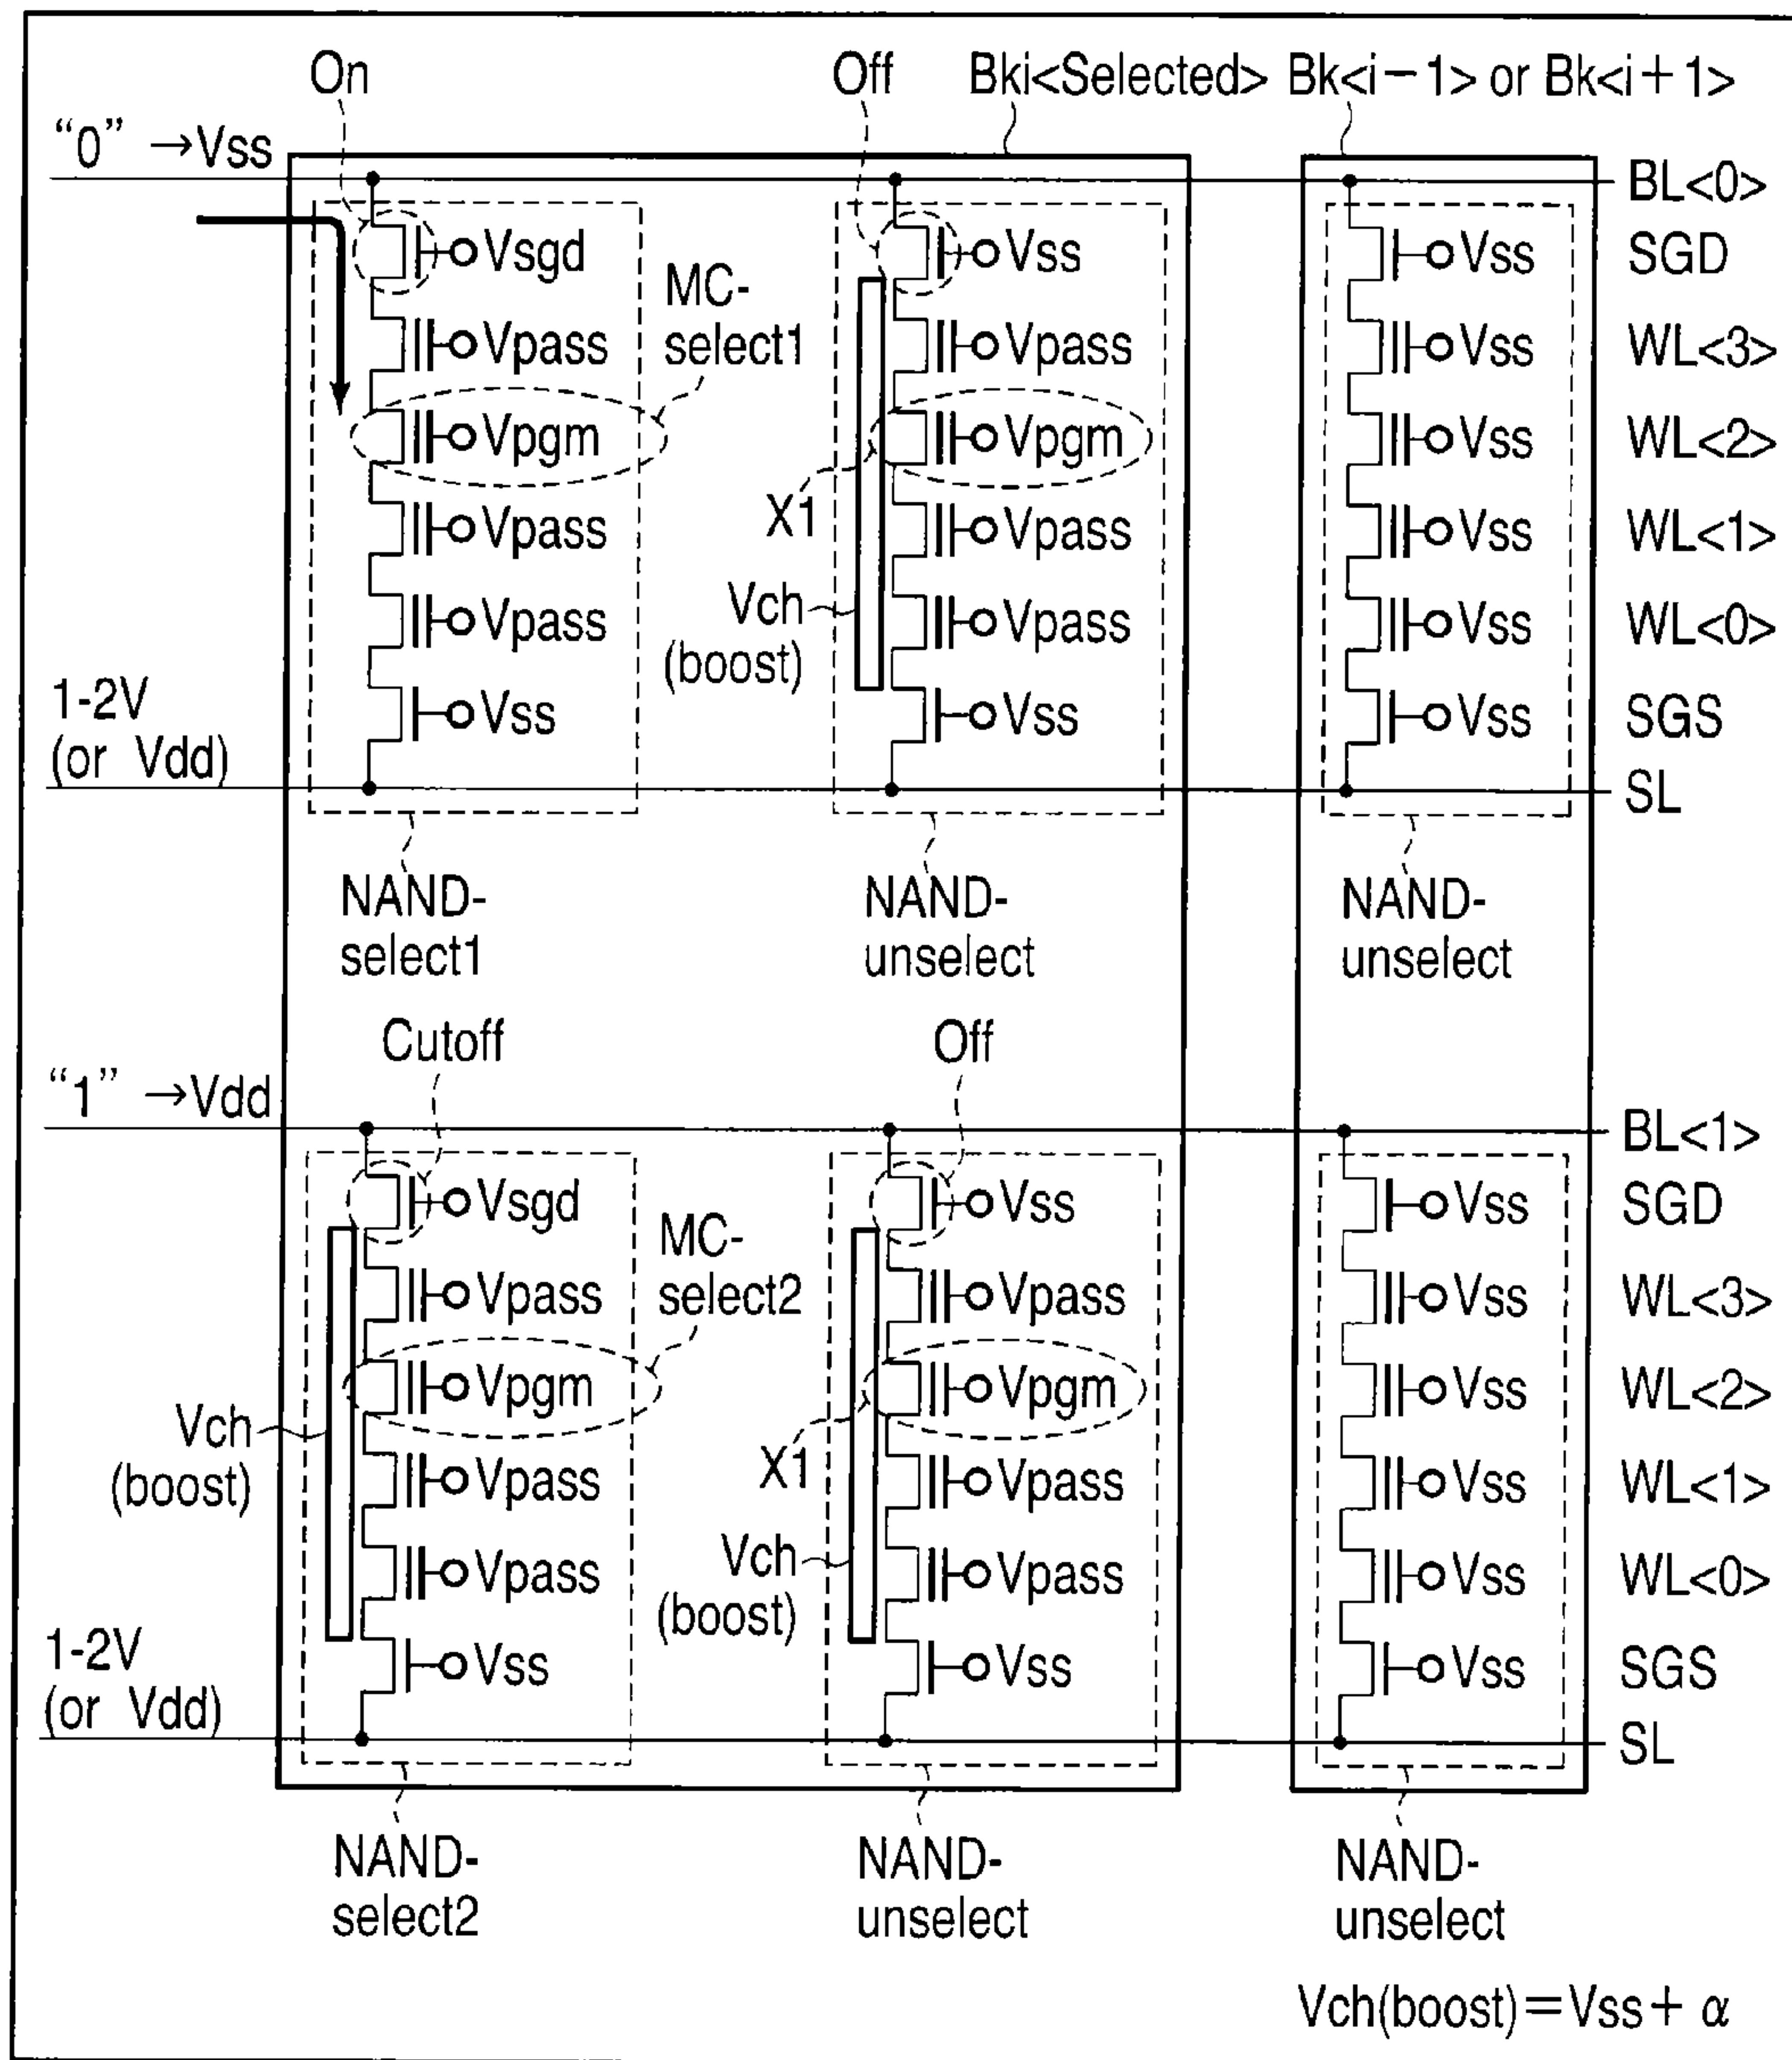 On
Off
Bki<Selected>
Bk<i−1> or Bk<i+1>
“0” →Vss
BL<0>
Vsgd
Vss
Vss
SGD
MC-
select1
Vpass
Vpass
Vss
WL<3>
Vpgm
Vpgm
Vss
WL<2>
X1
Vpass
Vpass
Vss
WL<1>
Vch
(boost)
Vpass
Vpass
Vss
WL<0>
1-2V
(or Vdd)
Vss
Vss
Vss
SGS
SL
NAND-
select1
NAND-
unselect
NAND-
unselect
Cutoff
Off
“1” →Vdd
BL<1>
Vsgd
Vss
Vss
SGD
MC-
select2
Vpass
Vpass
Vss
WL<3>
Vpgm
Vpgm
Vss
WL<2>
Vch
(boost)
X1
Vpass
Vpass
Vss
WL<1>
Vch
(boost)
Vpass
Vpass
Vss
WL<0>
1-2V
(or Vdd)
Vss
Vss
Vss
SGS
SL
NAND-
select2
NAND-
unselect
NAND-
unselect
Vch(boost)=Vss+ α